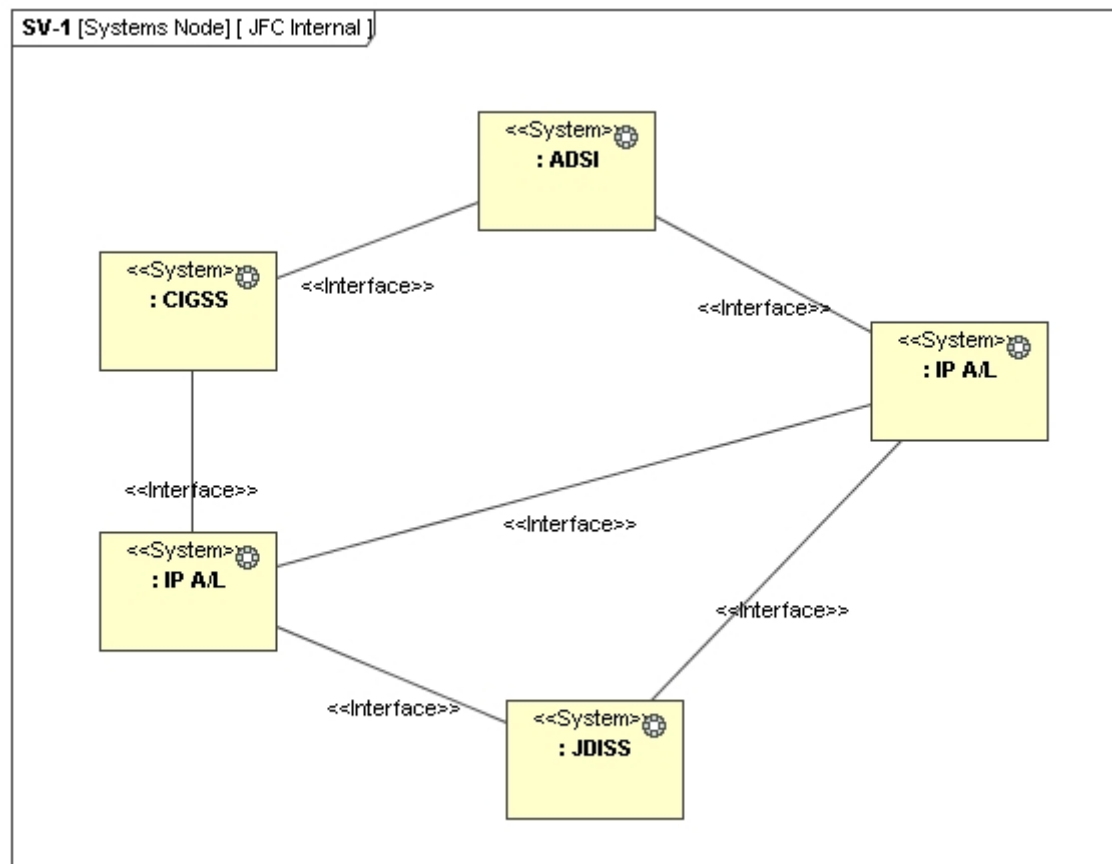 SV-1 [Systems Node] [ JFC Internal ]
<<System>>
: ADSI
<<System>>
: CIGSS
<<Interface>>
<<Interface>>
<<System>>
: IP A/L
<<Interface>>
<<Interface>>
<<System>>
: IP A/L
<<Interface>>
<<Interface>>
<<System>>
: JDISS